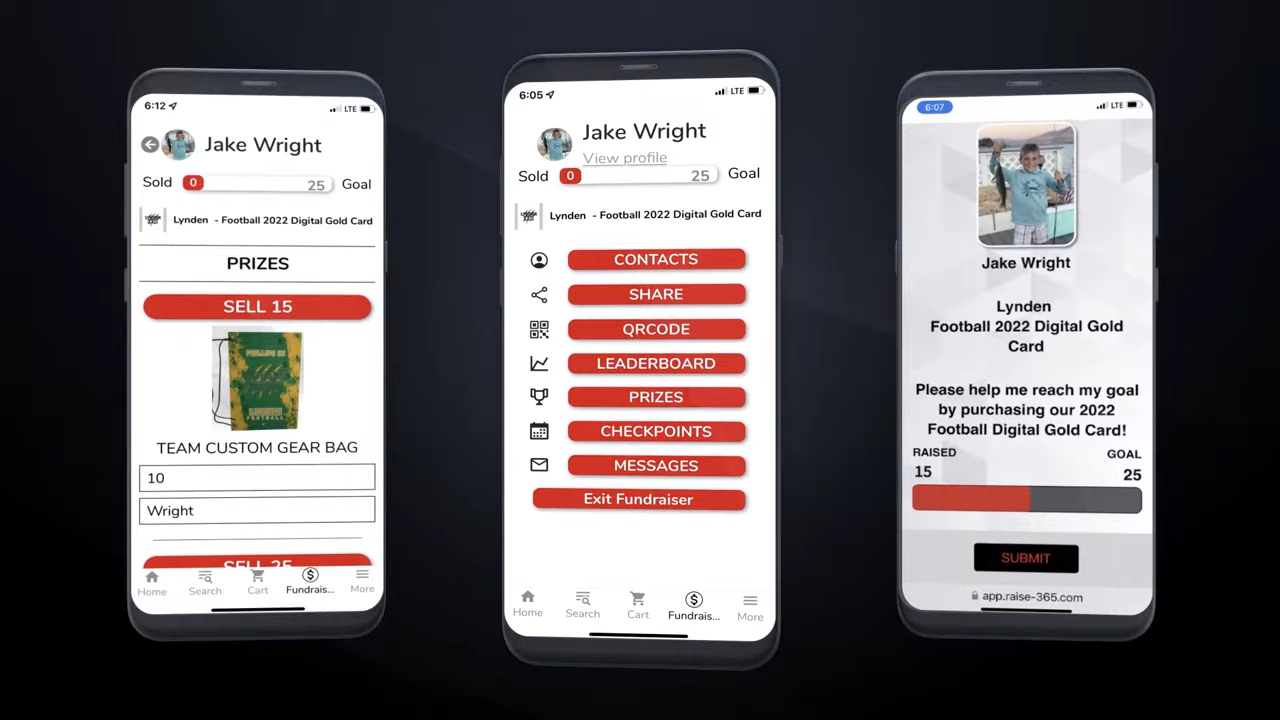 6:12
LTE
Jake Wright
Sold
0
25
Goal
Lynden - Football 2022 Digital Gold Card
PRIZES
SELL 15
TEAM CUSTOM GEAR BAG
10
Wright
SELL 25
Home
Search
Cart
Fundrais...
More
6:05
LTE
Jake Wright
View profile
Sold
0
25
Goal
Lynden - Football 2022 Digital Gold Card
CONTACTS
SHARE
QRCODE
LEADERBOARD
PRIZES
CHECKPOINTS
MESSAGES
Exit Fundraiser
Home
Search
Cart
Fundrais...
More
6:07
LTE
Jake Wright
Lynden
Football 2022 Digital Gold
Card
Please help me reach my goal
by purchasing our 2022
Football Digital Gold Card!
RAISED
GOAL
15
25
SUBMIT
app.raise-365.com